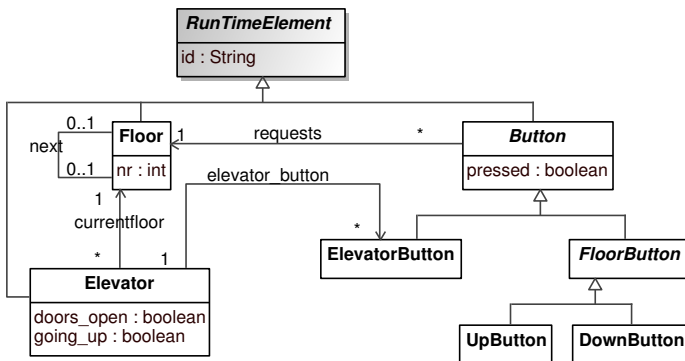 RunTimeElement
id : String
0..1
Floor
1
requests
*
Button
next
0..1
nr : int
pressed : boolean
elevator_button
1
currentfloor
*
1
*
ElevatorButton
FloorButton
Elevator
doors_open : boolean
going_up : boolean
UpButton
DownButton